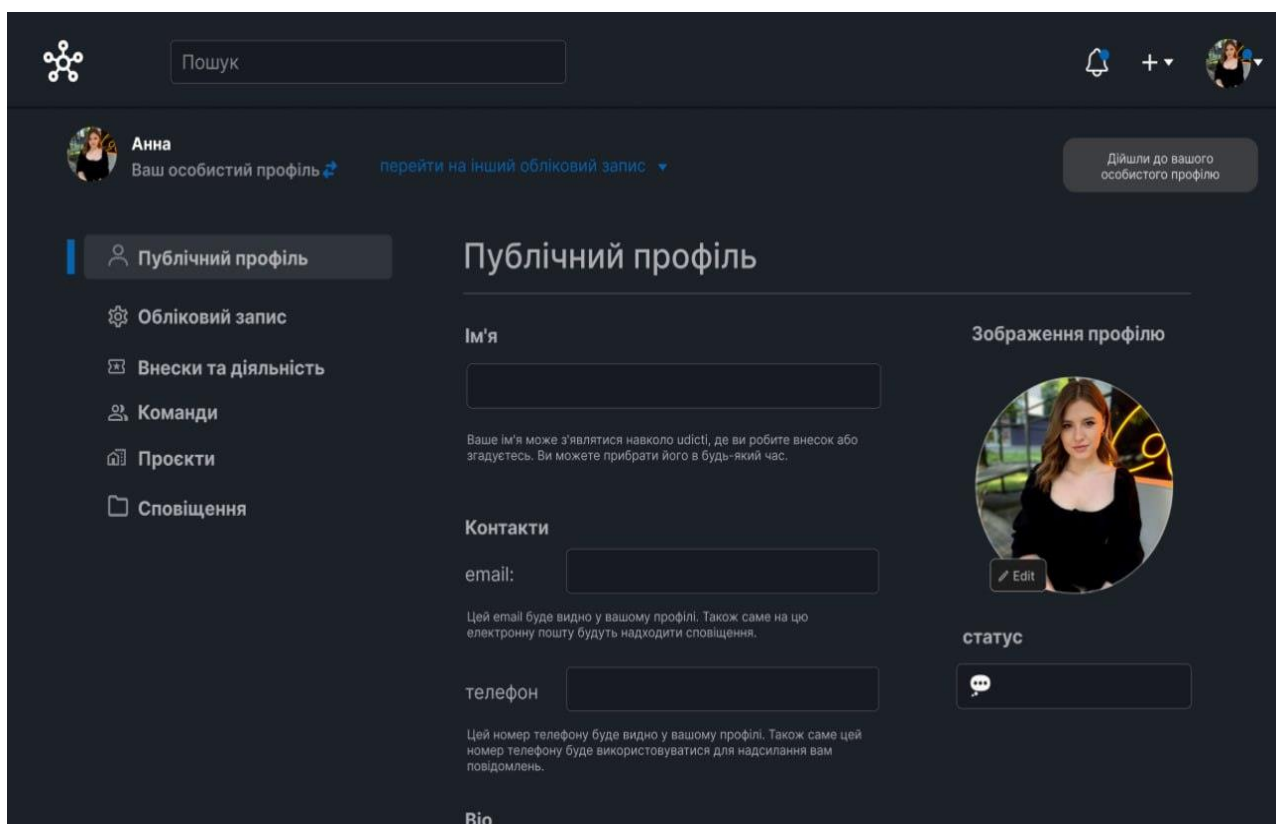 Пошук
Анна
Ваш особистий профіль
перейти на інший обліковий запис
Дійшли до вашого
особистого профілю
Публічний профіль
Обліковий запис
Внески та діяльність
Команди
Проєкти
Сповіщення
Публічний профіль
Ім'я
Ваше ім'я може з'являтися навколо udicti, де ви робите внесок або
згадуєтесь. Ви можете прибрати його в будь-який час.
Контакти
email:
Цей email буде видно у вашому профілі. Також саме на цю
електронну пошту будуть надходити сповіщення.
телефон
Цей номер телефону буде видно у вашому профілі. Також саме цей
номер телефону буде використовуватися для надсилання вам
повідомлень.
Біо
Зображення профілю
Edit
статус